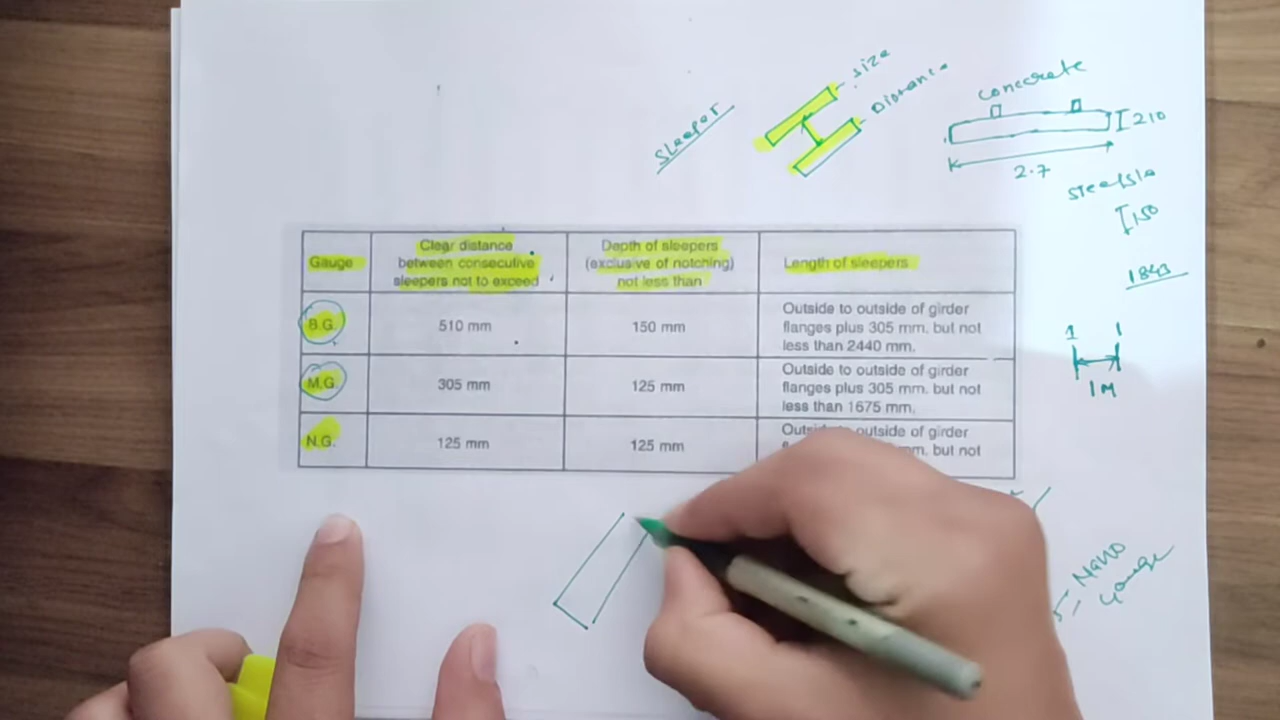 size
Distance
Sleeper
Concrete
210
2.7
150
1843
Gauge
Clear distance
between consecutive
sleepers not to exceed
Depth of sleepers
(exclusive of notching)
not less than
Length of sleepers
B.G.
510 mm
150 mm
Outside to outside of girder
flanges plus 305 mm. but not
less than 2440 mm.
1 1
1M
M.G.
305 mm
125 mm
Outside to outside of girder
flanges plus 305 mm. but not
less than 1675 mm,
N.G.
125 mm
125 mm
outside of girder
mm. but not
Gauge